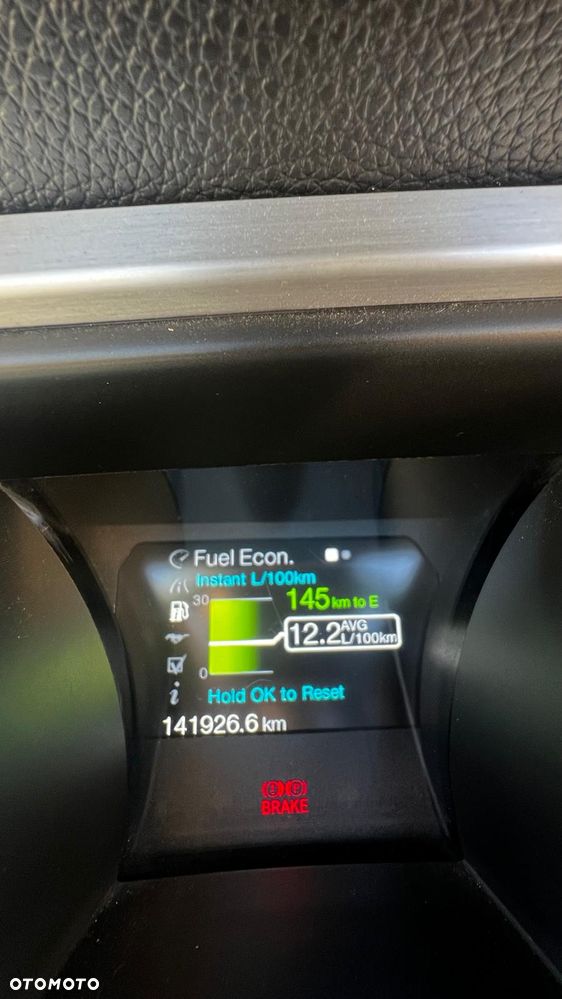 Fuel Econ.
Instant L/100km
30
145 km to E
12.2 AVG L/100km
0
Hold OK to Reset
141926.6 km
BRAKE
OTOMOTO